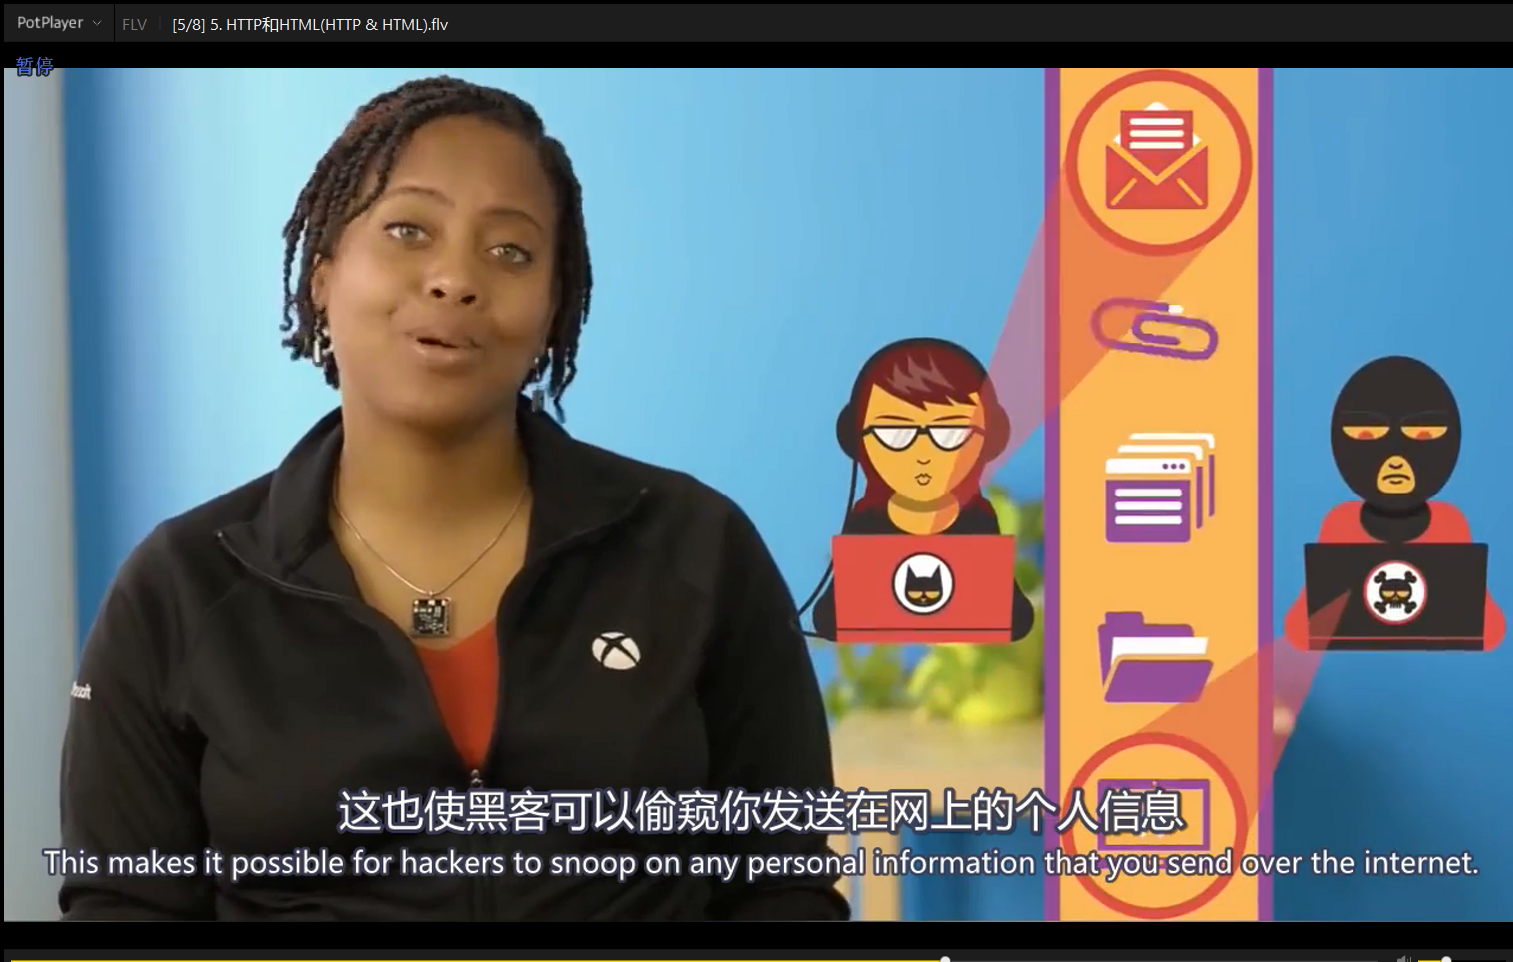 PotPlayer
FLV
[5/8] 5. HTTP和HTML(HTTP & HTML).flv
暂停
这也使黑客可以偷窥你发送在网上的个人信息
This makes it possible for hackers to snoop on any personal information that you send over the internet.